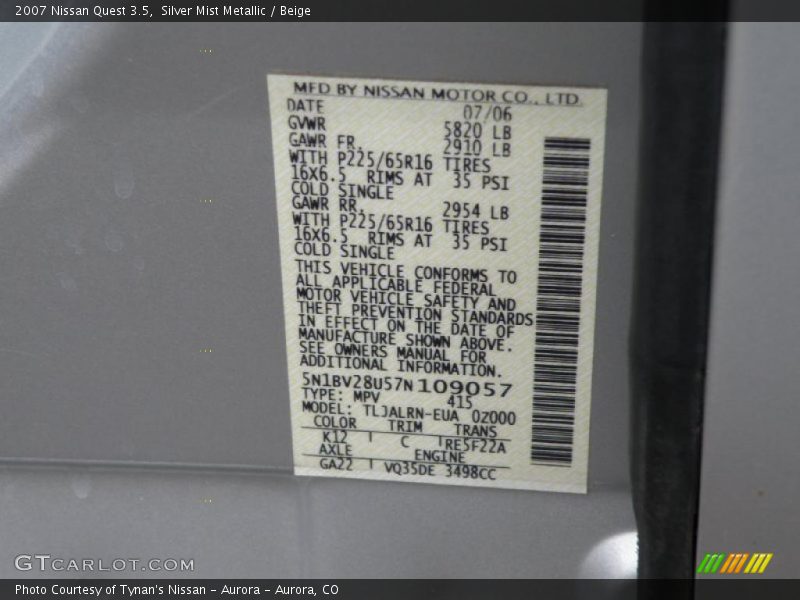 2007 Nissan Quest 3.5,  Silver Mist Metallic / Beige
MFD BY NISSAN MOTOR CO., LTD.
DATE 07/06
GVWR 5820 LB
GAWR FR. 2910 LB
WITH P225/65R16 TIRES
16X6.5 RIMS AT 35 PSI
COLD SINGLE
GAWR RR. 2954 LB
WITH P225/65R16 TIRES
16X6.5 RIMS AT 35 PSI
COLD SINGLE
THIS VEHICLE CONFORMS TO
ALL APPLICABLE FEDERAL
MOTOR VEHICLE SAFETY AND
THEFT PREVENTION STANDARDS
IN EFFECT ON THE DATE OF
MANUFACTURE SHOWN ABOVE.
SEE OWNERS MANUAL FOR
ADDITIONAL INFORMATION.
5N1BV28U57N109057
TYPE: MPV 415
MODEL: TLJALRN-EUA 0Z000
COLOR TRIM TRANS
K12 C RE5F22A
AXLE ENGINE
GA22 VQ35DE 3498CC
GTCARLOT.COM
Photo Courtesy of Tynan's Nissan - Aurora - Aurora, CO